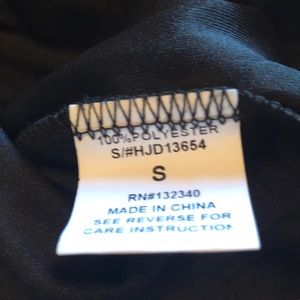 100% POLYESTER
S/#HJD13654
S
RN#132340
MADE IN CHINA
SEE REVERSE FOR
CARE INSTRUCTION